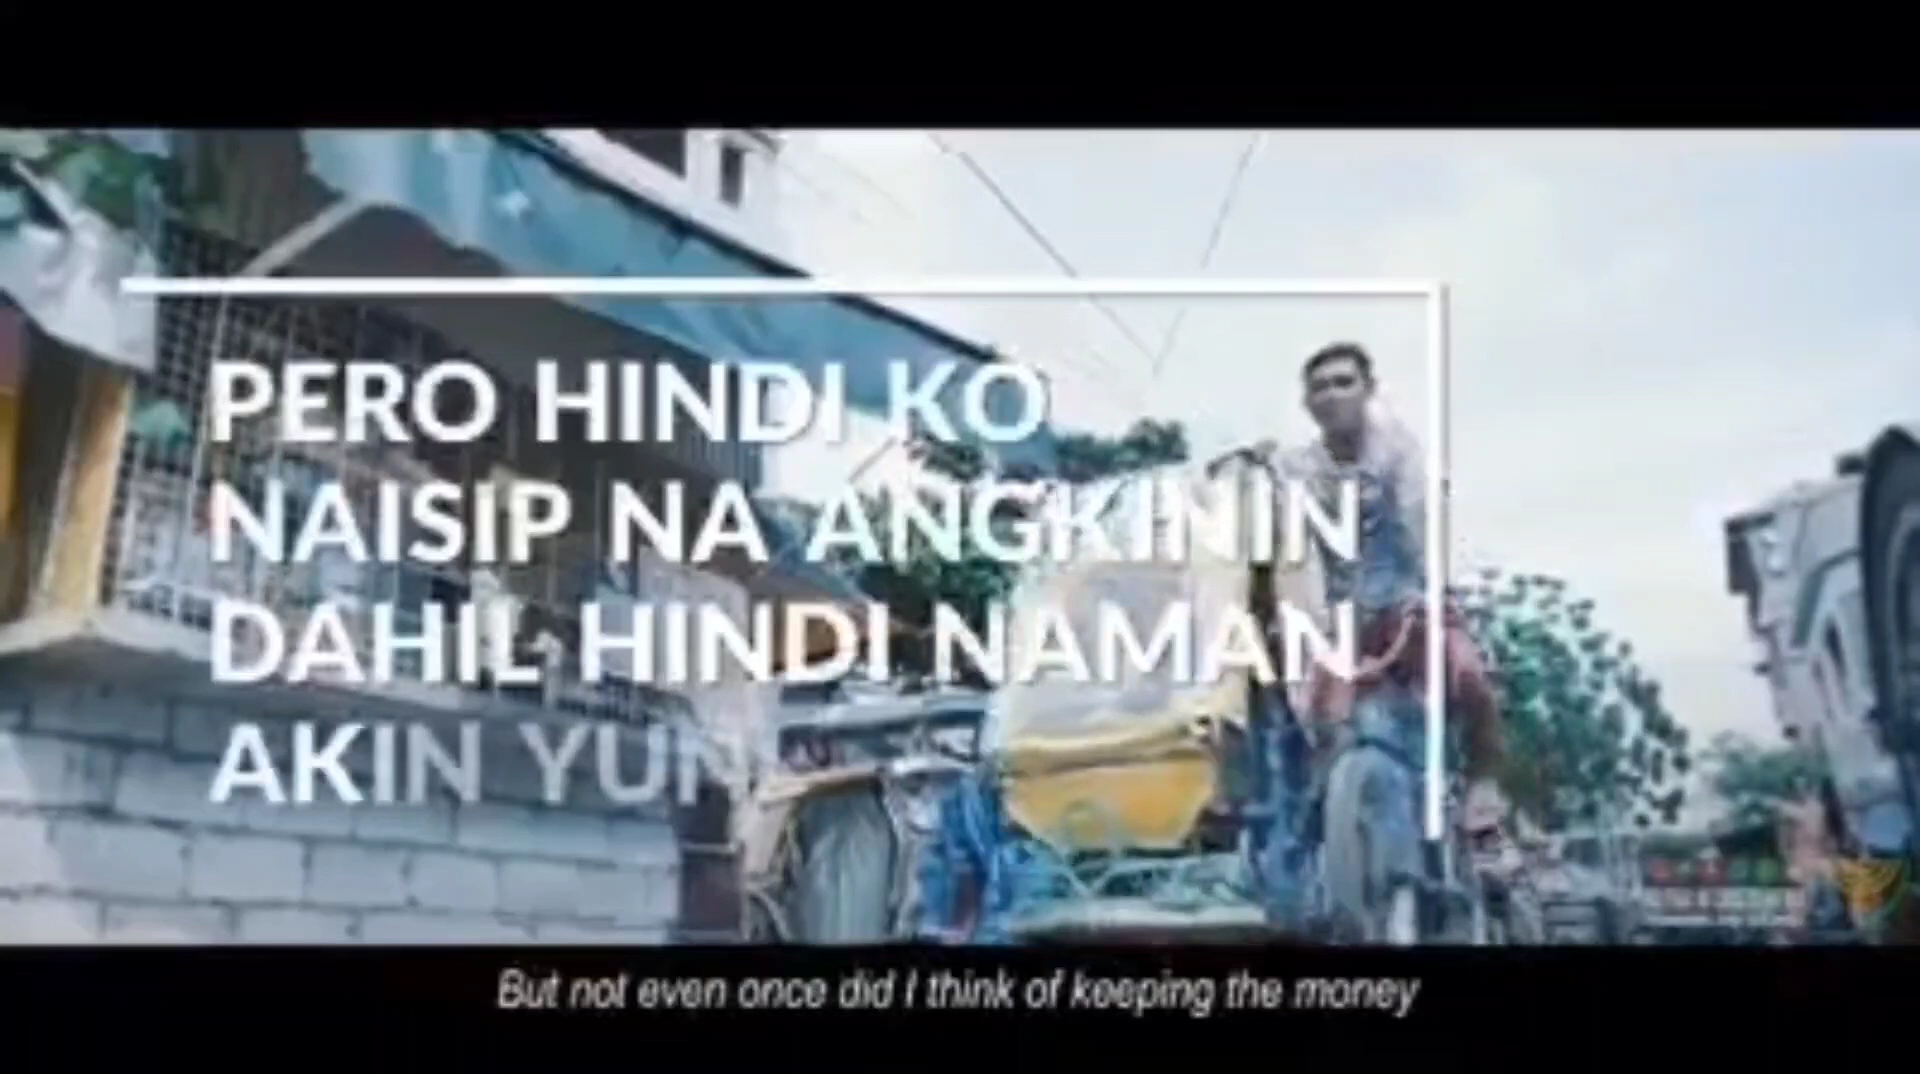 PERO HINDI KO
NAISIP NA ANGKININ
DAHIL HINDI NAMAN
AKIN YUN
But not even once did I think of keeping the money